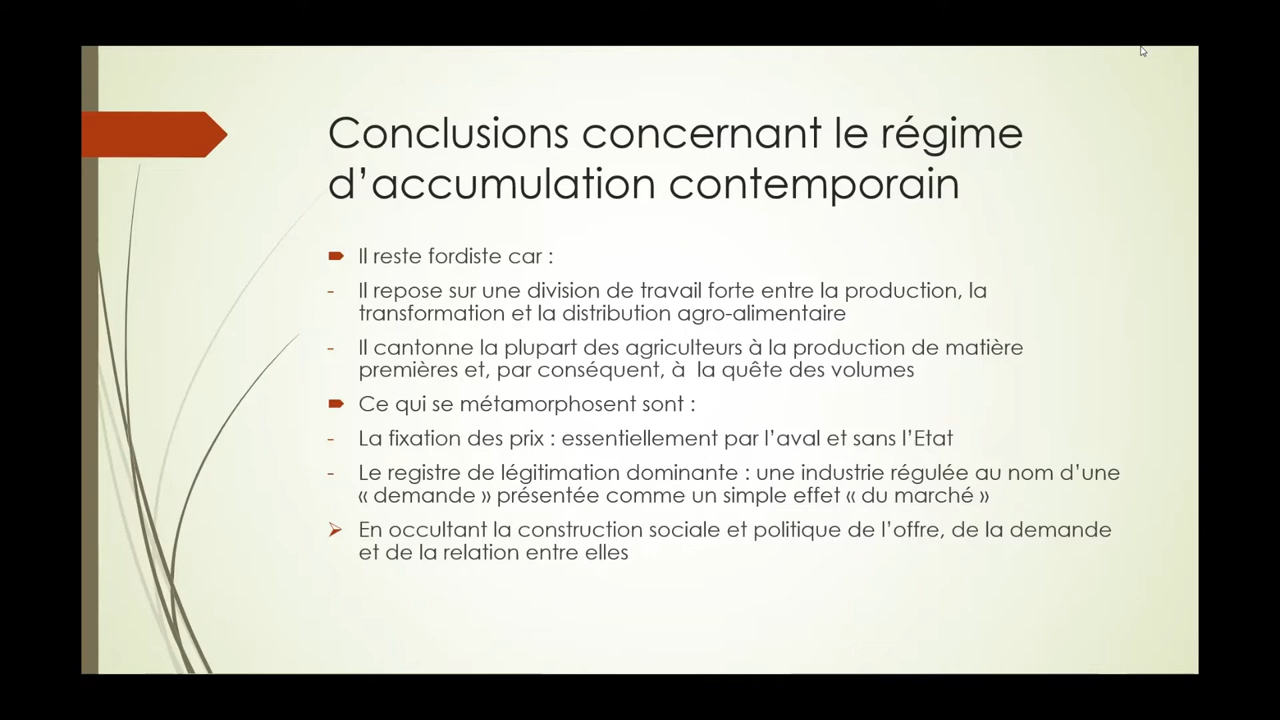 Conclusions concernant le régime
d’accumulation contemporain
Il reste fordiste car :
- Il repose sur une division de travail forte entre la production, la
transformation et la distribution agro-alimentaire
- Il cantonne la plupart des agriculteurs à la production de matière
premières et, par conséquent, à  la quête des volumes
Ce qui se métamorphosent sont :
- La fixation des prix : essentiellement par l’aval et sans l’Etat
- Le registre de légitimation dominante : une industrie régulée au nom d’une
« demande » présentée comme un simple effet « du marché »
En occultant la construction sociale et politique de l’offre, de la demande
et de la relation entre elles